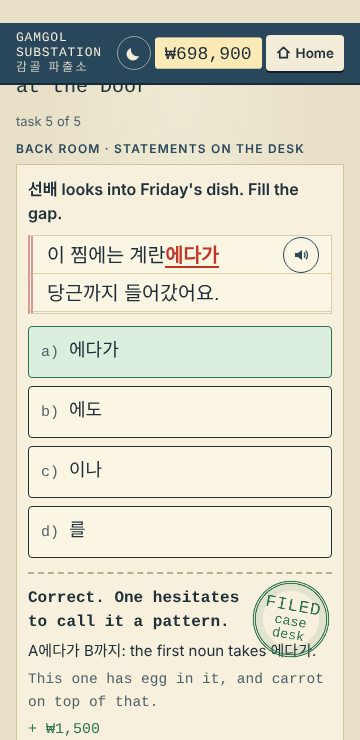 GAMGOL
SUBSTATION
감골 파출소
₩698,900
Home
at the Door
task 5 of 5
BACK ROOM · STATEMENTS ON THE DESK
선배 looks into Friday's dish. Fill the
gap.
이 찜에는 계란에다가
당근까지 들어갔어요.
a) 에다가
b) 에도
c) 이나
d) 를
Correct. One hesitates
to call it a pattern.
FILED
case
desk
A에다가 B까지: the first noun takes 에다가.
This one has egg in it, and carrot
on top of that.
+ ₩1,500